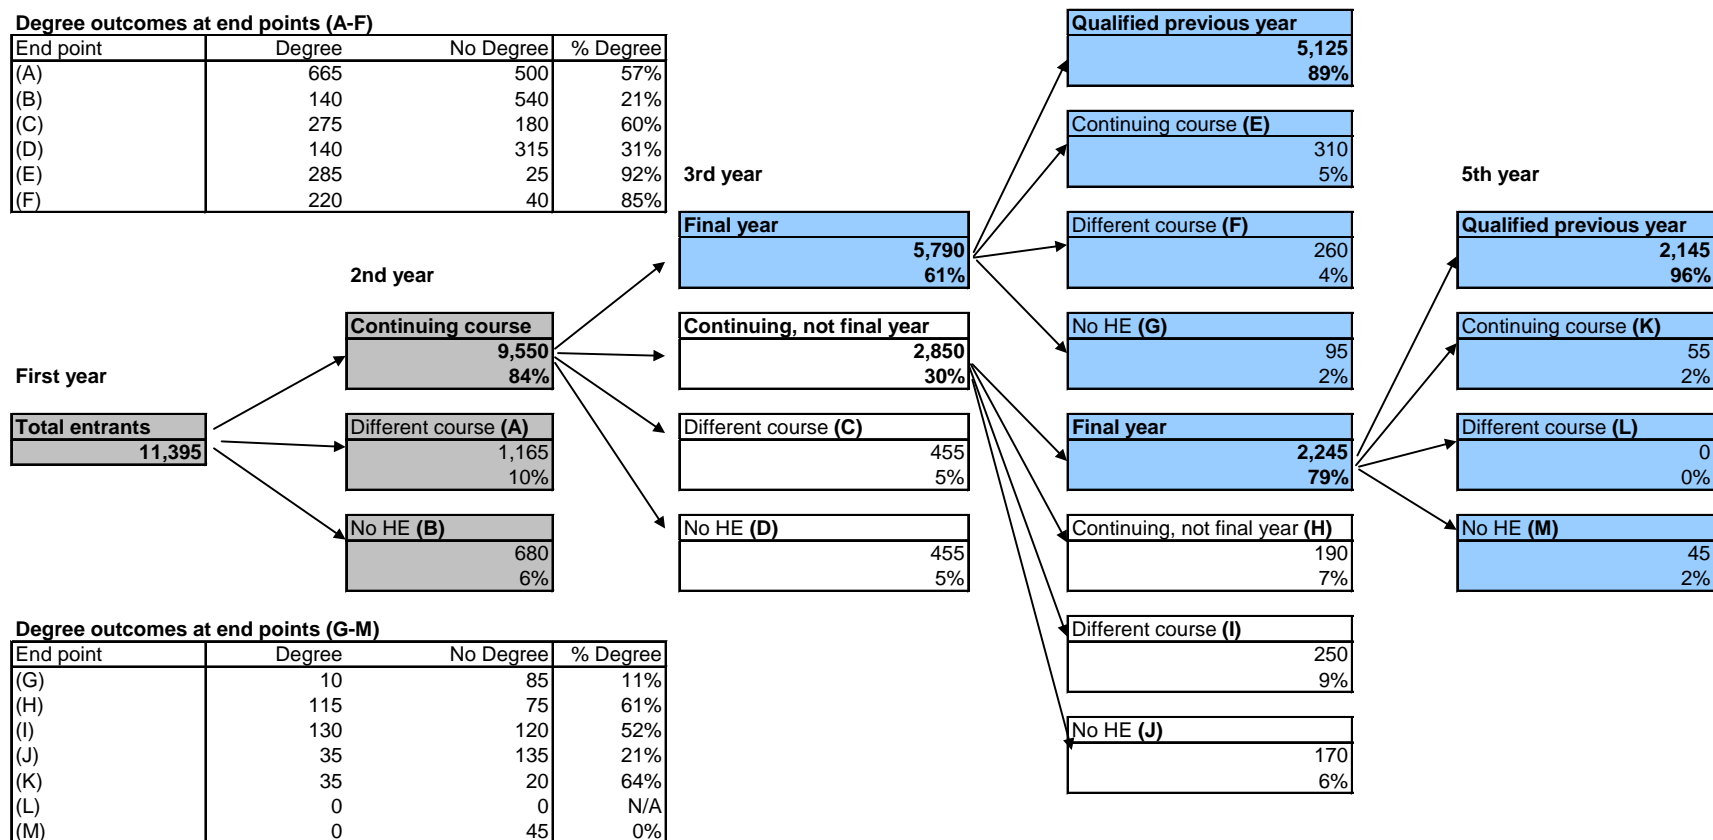 Degree outcomes at end points (A-F)
End point Degree No Degree % Degree
(A) 665 500 57%
(B) 140 540 21%
(C) 275 180 60%
(D) 140 315 31%
(E) 285 25 92%
(F) 220 40 85%
First year
Total entrants
11,395
2nd year
Continuing course
9,550
84%
Different course (A)
1,165
10%
No HE (B)
680
6%
3rd year
Final year
5,790
61%
Continuing, not final year
2,850
30%
Different course (C)
455
5%
No HE (D)
455
5%
Qualified previous year
5,125
89%
Continuing course (E)
310
5%
Different course (F)
260
4%
No HE (G)
95
2%
Final year
2,245
79%
Continuing, not final year (H)
190
7%
Different course (I)
250
9%
No HE (J)
170
6%
5th year
Qualified previous year
2,145
96%
Continuing course (K)
55
2%
Different course (L)
0
0%
No HE (M)
45
2%
Degree outcomes at end points (G-M)
End point Degree No Degree % Degree
(G) 10 85 11%
(H) 115 75 61%
(I) 130 120 52%
(J) 35 135 21%
(K) 35 20 64%
(L) 0 0 N/A
(M) 0 45 0%